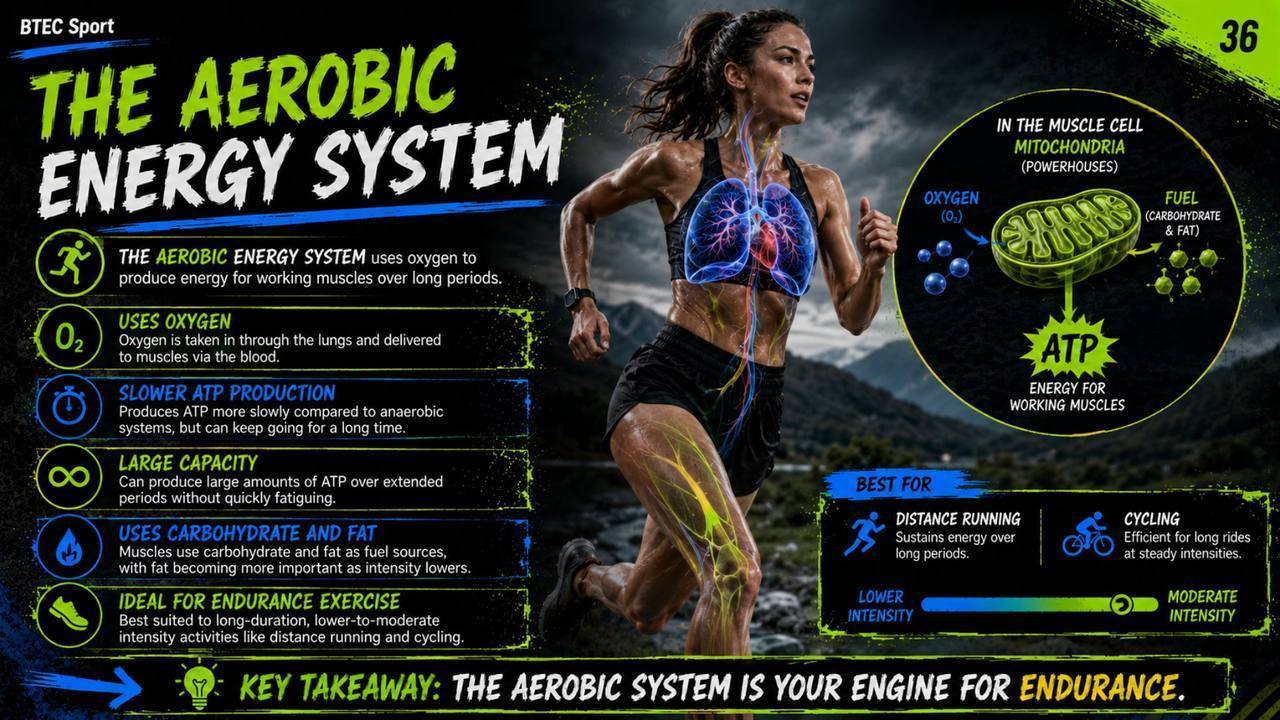 BTEC Sport
36
THE AEROBIC
ENERGY SYSTEM
THE AEROBIC ENERGY SYSTEM uses oxygen to
produce energy for working muscles over long periods.
O₂
USES OXYGEN
Oxygen is taken in through the lungs and delivered
to muscles via the blood.
SLOWER ATP PRODUCTION
Produces ATP more slowly compared to anaerobic
systems, but can keep going for a long time.
LARGE CAPACITY
Can produce large amounts of ATP over extended
periods without quickly fatiguing.
USES CARBOHYDRATE AND FAT
Muscles use carbohydrate and fat as fuel sources,
with fat becoming more important as intensity lowers.
IDEAL FOR ENDURANCE EXERCISE
Best suited to long-duration, lower-to-moderate
intensity activities like distance running and cycling.
IN THE MUSCLE CELL
MITOCHONDRIA
(POWERHOUSES)
OXYGEN
(O₂)
FUEL
(CARBOHYDRATE
& FAT)
ATP
ENERGY FOR
WORKING MUSCLES
BEST FOR
DISTANCE RUNNING
Sustains energy over
long periods.
CYCLING
Efficient for long rides
at steady intensities.
LOWER
INTENSITY
MODERATE
INTENSITY
KEY TAKEAWAY: THE AEROBIC SYSTEM IS YOUR ENGINE FOR ENDURANCE.